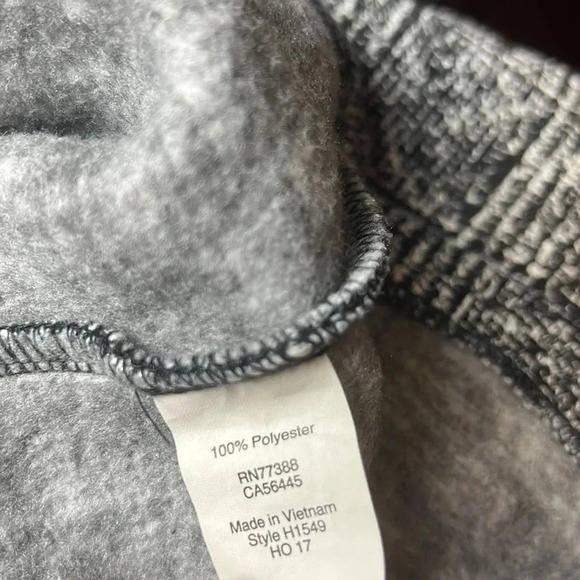 100% Polyester
RN77388
CA56445
Made in Vietnam
Style H1549
HO 17